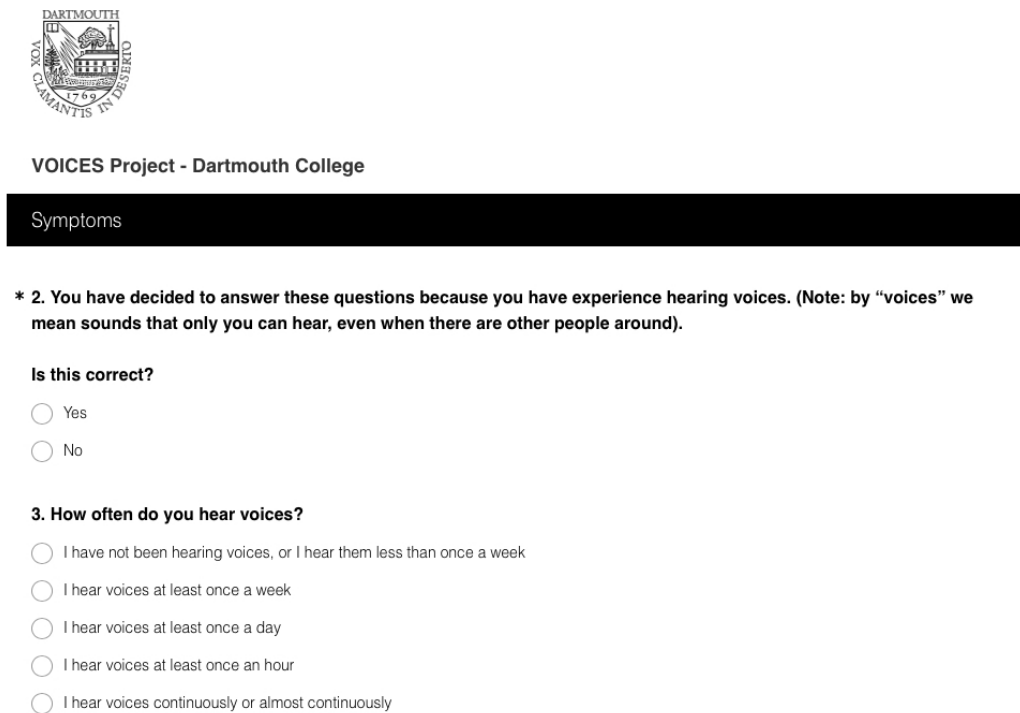 DARTMOUTH
VOX CLAMANTIS IN DESERTO
1769
VOICES Project - Dartmouth College
Symptoms
* 2. You have decided to answer these questions because you have experience hearing voices. (Note: by “voices” we
mean sounds that only you can hear, even when there are other people around).
Is this correct?
Yes
No
3. How often do you hear voices?
I have not been hearing voices, or I hear them less than once a week
I hear voices at least once a week
I hear voices at least once a day
I hear voices at least once an hour
I hear voices continuously or almost continuously